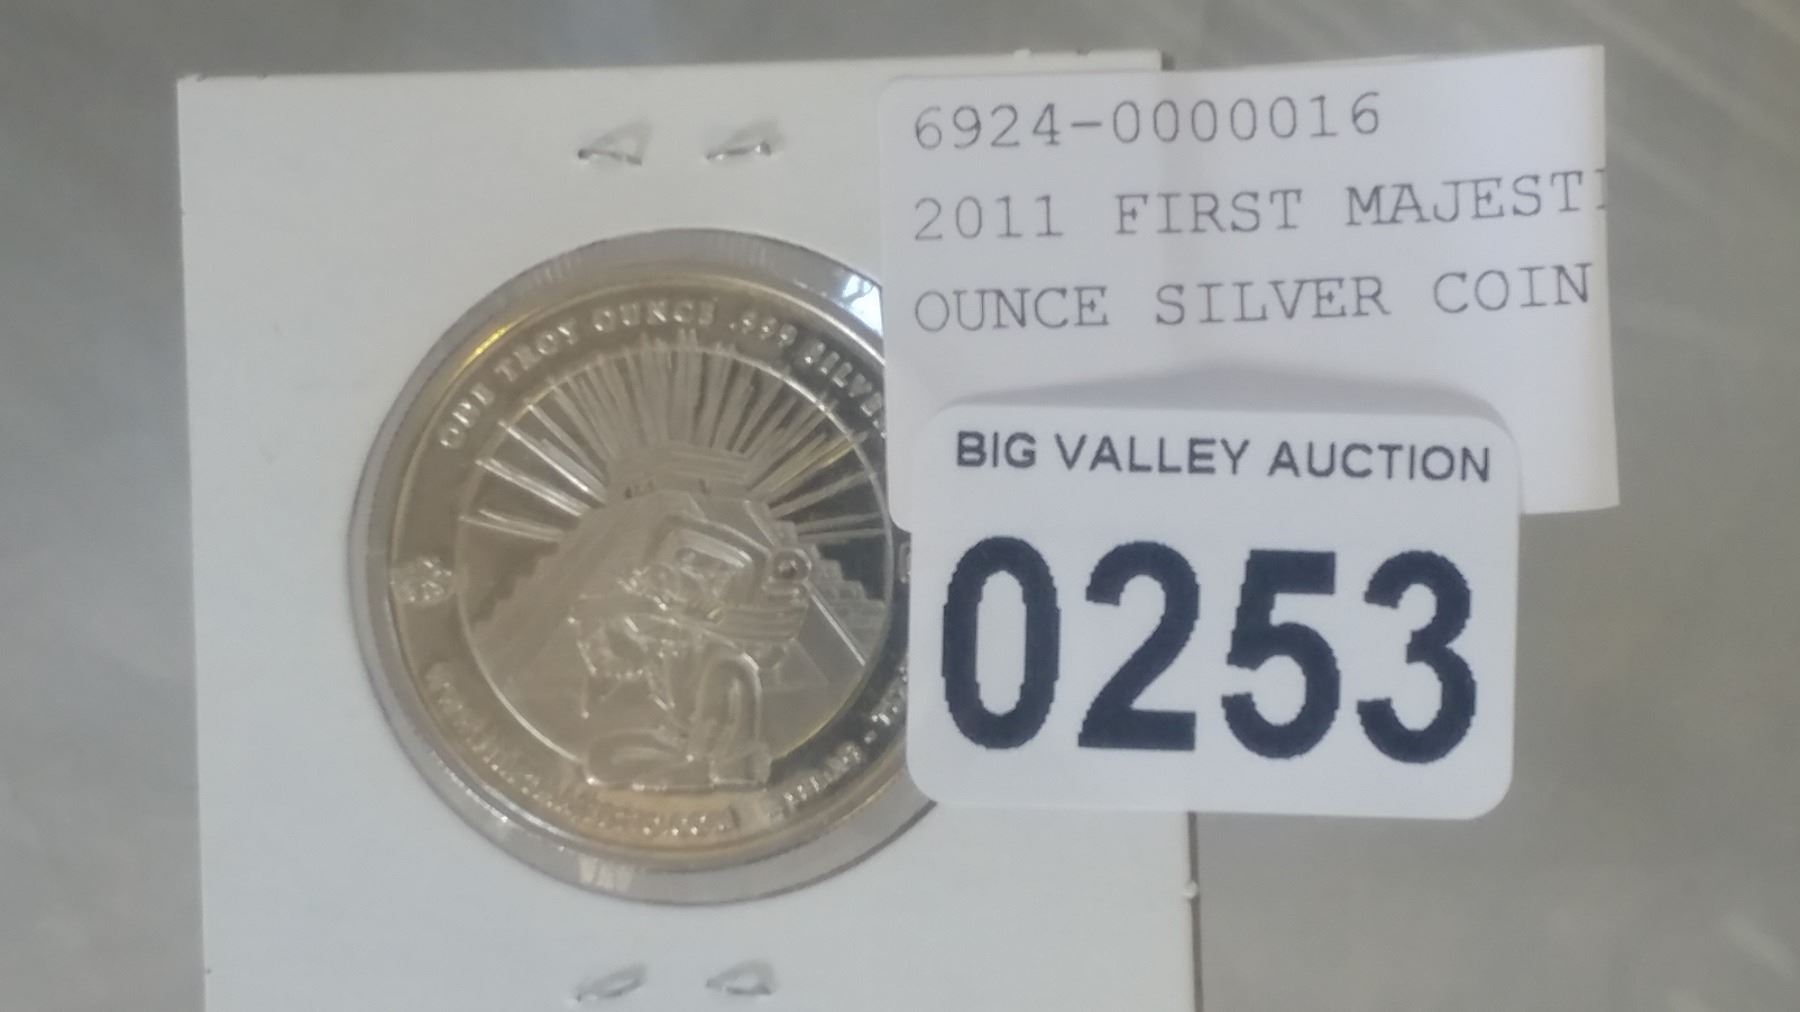 6924-0000016
2011 FIRST MAJESTI
OUNCE SILVER COIN
BIG VALLEY AUCTION
0253
ONE TROY OUNCE .999 SILVE